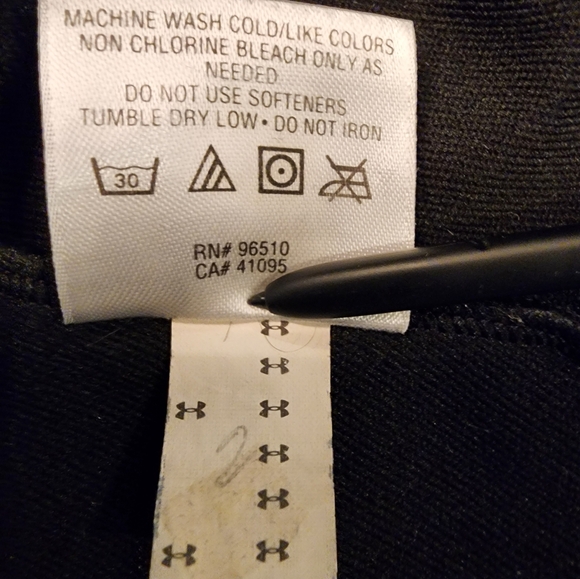 MACHINE WASH COLD/LIKE COLORS
NON CHLORINE BLEACH ONLY AS
NEEDED
DO NOT USE SOFTENERS
TUMBLE DRY LOW • DO NOT IRON
30
RN# 96510
CA# 41095